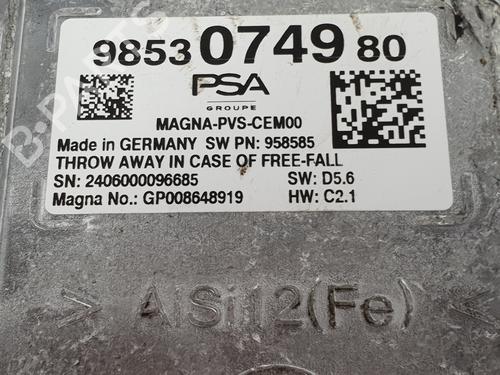 9853074980
PSA
GROUPE
MAGNA-PVS-CEM00
Made in GERMANY SW PN: 958585
THROW AWAY IN CASE OF FREE-FALL
SN: 2406000096685 SW: D5.6
Magna No.: GP008648919 HW: C2.1
> AlSi12(Fe) <
B-PARTS